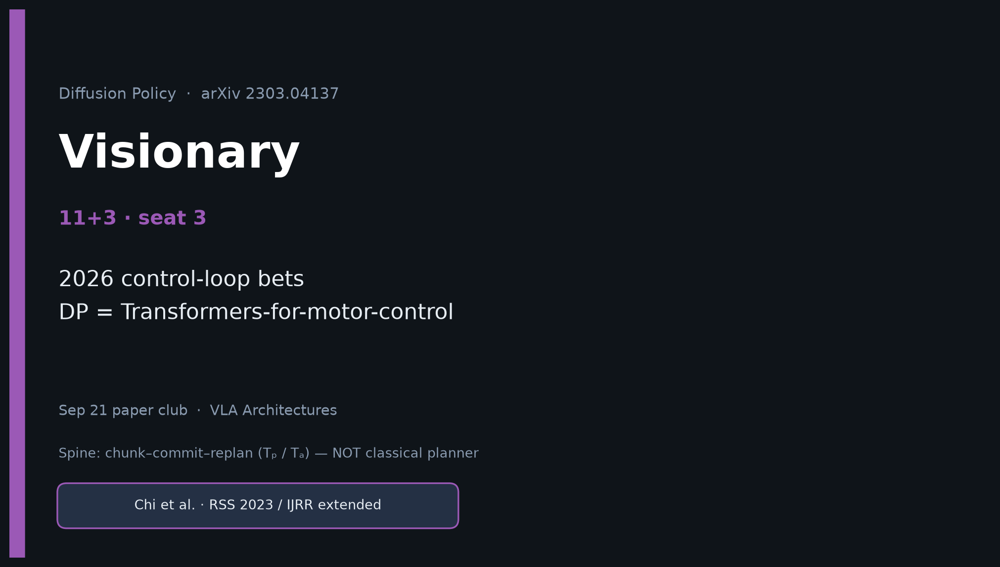 Diffusion Policy · arXiv 2303.04137
Visionary
11+3 · seat 3
2026 control-loop bets
DP = Transformers-for-motor-control
Sep 21 paper club · VLA Architectures
Spine: chunk–commit–replan (Tₚ / Tₐ) — NOT classical planner
Chi et al. · RSS 2023 / IJRR extended